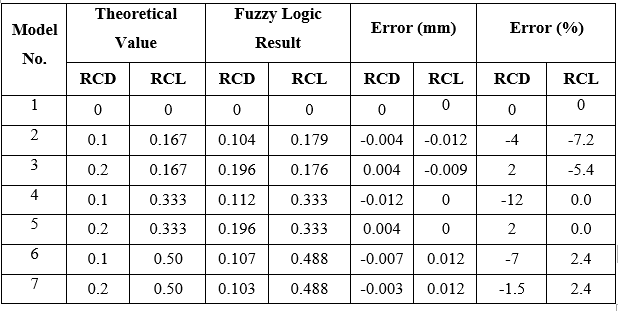 Model No. Theoretical Value Fuzzy Logic Result Error (mm) Error (%)
RCD RCL RCD RCL RCD RCL RCD RCL
1 0 0 0 0 0 0 0 0
2 0.1 0.167 0.104 0.179 -0.004 -0.012 -4 -7.2
3 0.2 0.167 0.196 0.176 0.004 -0.009 2 -5.4
4 0.1 0.333 0.112 0.333 -0.012 0 -12 0.0
5 0.2 0.333 0.196 0.333 0.004 0 2 0.0
6 0.1 0.50 0.107 0.488 -0.007 0.012 -7 2.4
7 0.2 0.50 0.103 0.488 -0.003 0.012 -1.5 2.4